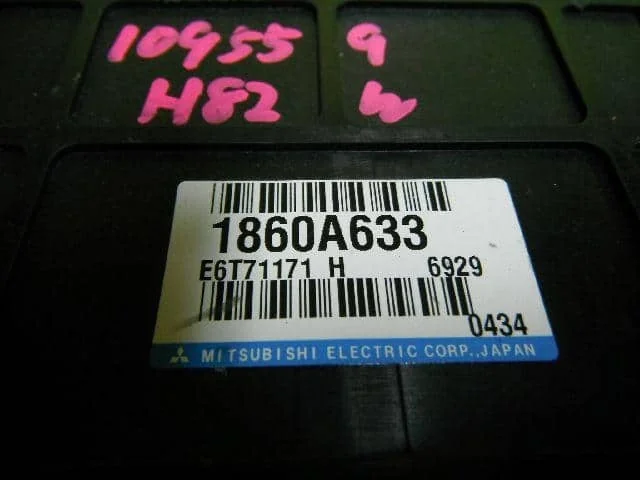 10955 9
H82 W
1860A633
E6T71171 H 6929
0434
MITSUBISHI ELECTRIC CORP.,JAPAN